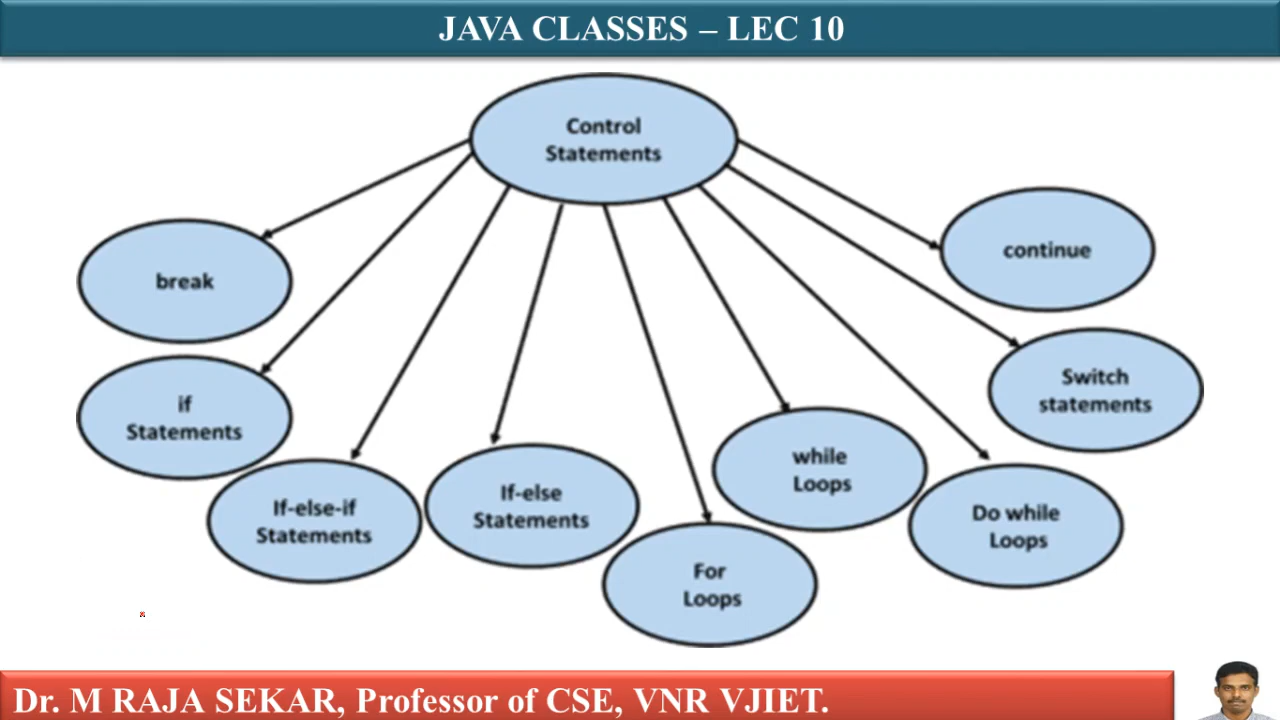 JAVA CLASSES – LEC 10
Control
Statements
break
if
Statements
If-else-if
Statements
If-else
Statements
For
Loops
while
Loops
Do while
Loops
Switch
statements
continue
Dr. M RAJA SEKAR, Professor of CSE, VNR VJIET.